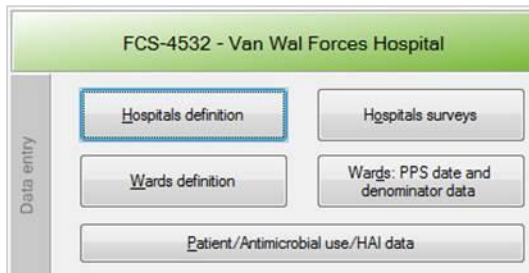 FCS-4532 - Van Wal Forces Hospital
Data entry
Hospitals definition
Hospitals surveys
Wards definition
Wards: PPS date and
denominator data
Patient/Antimicrobial use/HAI data